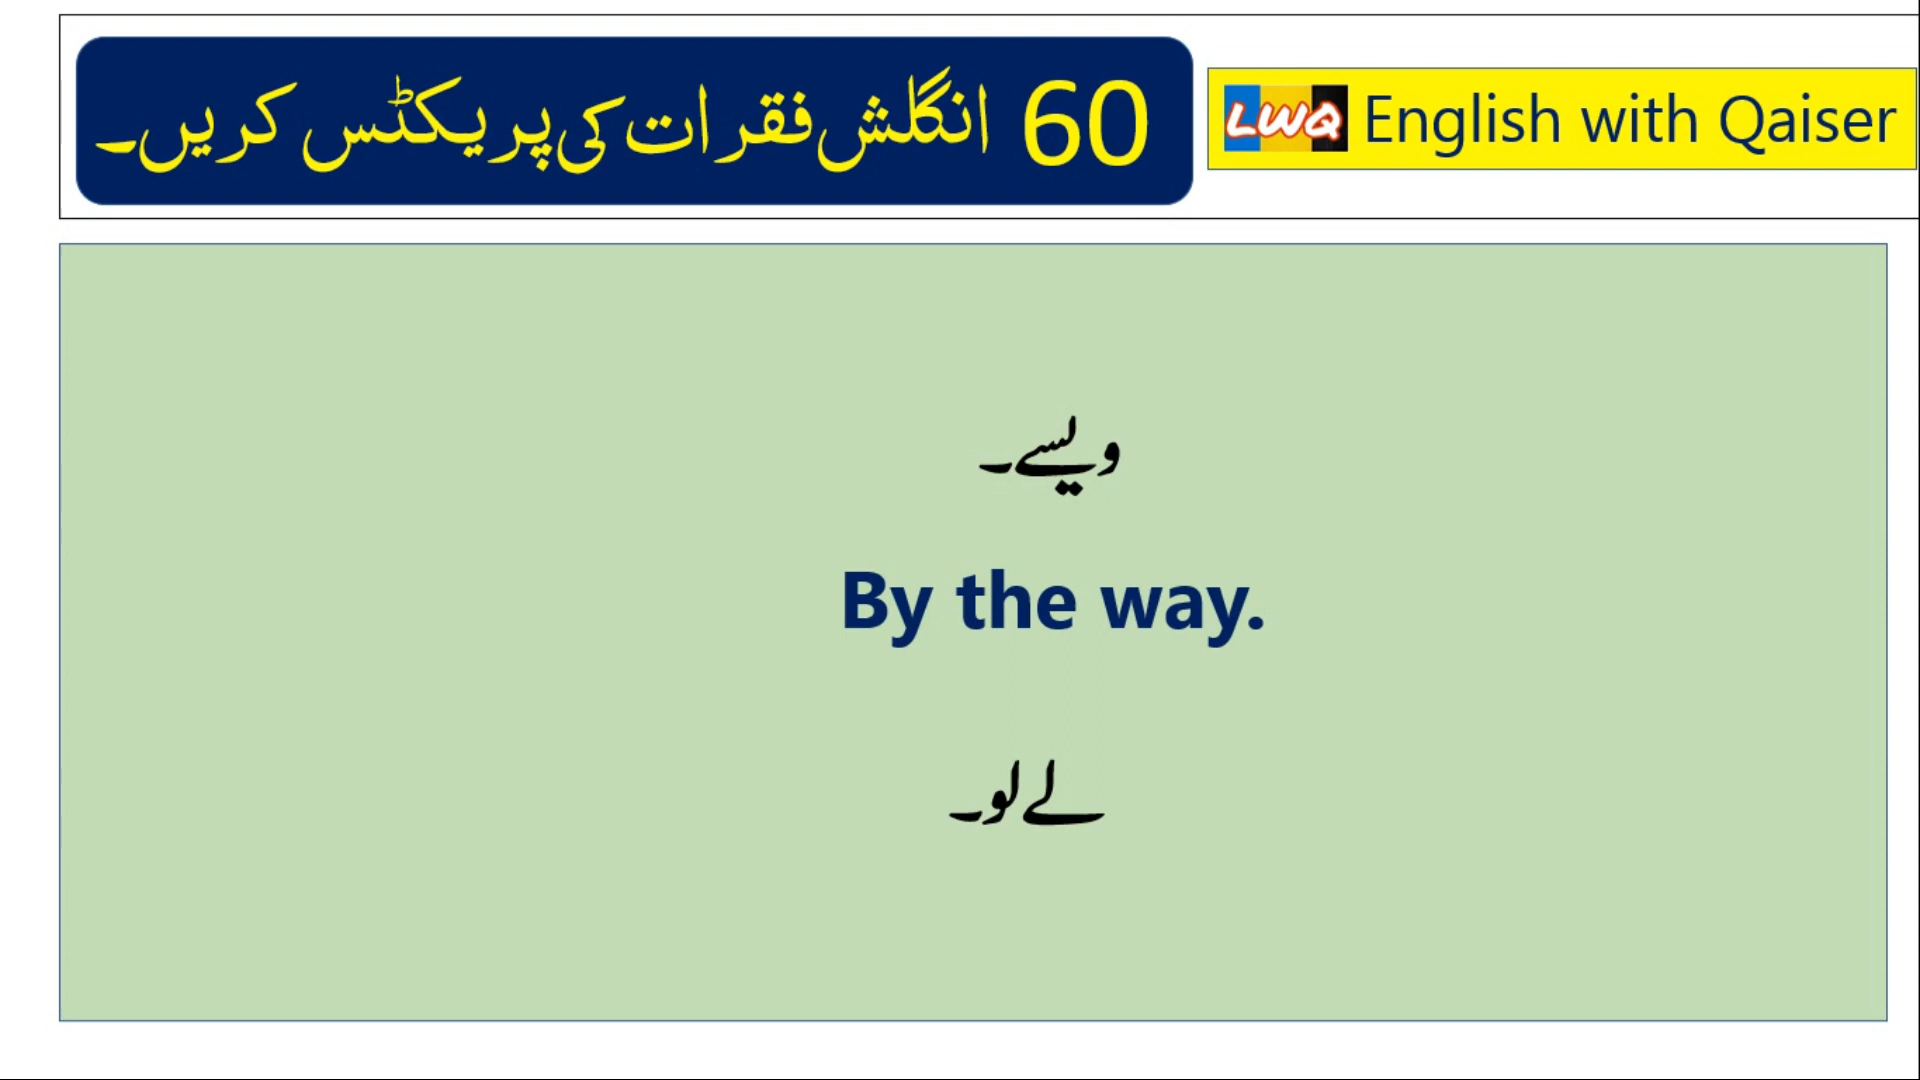 60 انگلش فقرات کی پریکٹس کریں۔
LWQ English with Qaiser
ویسے۔
By the way.
لے لو۔